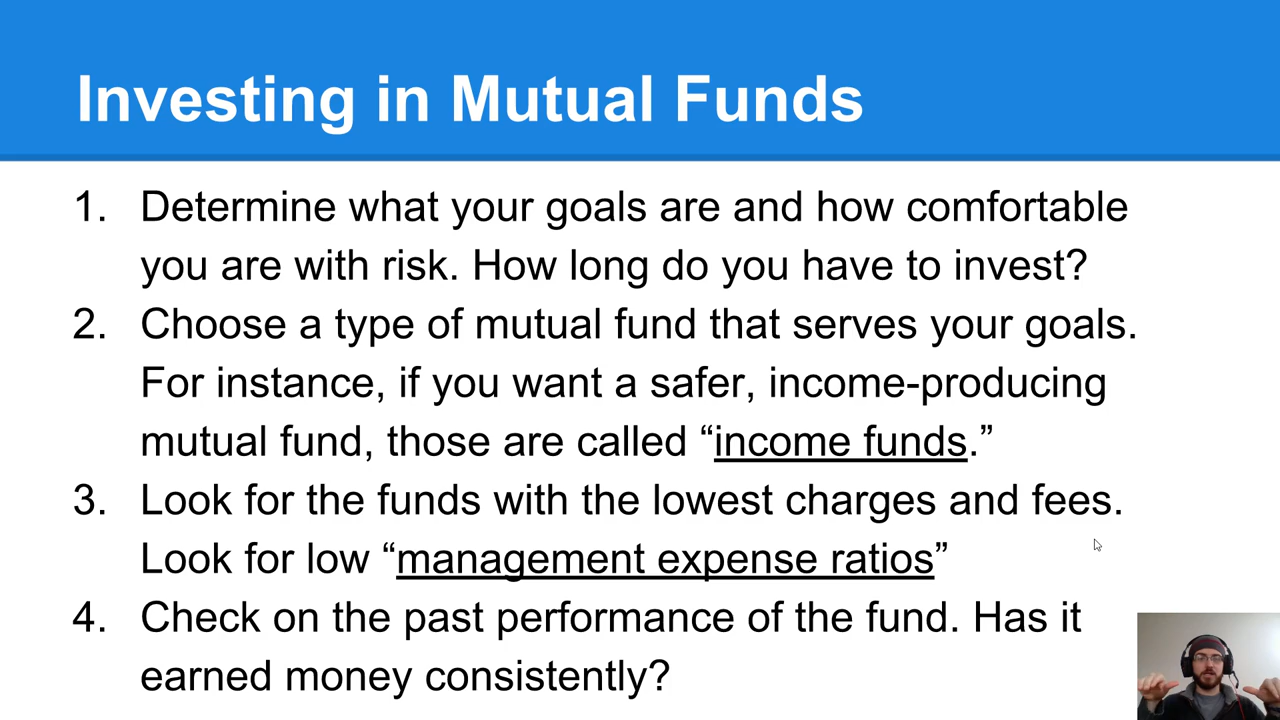 Investing in Mutual Funds
1. Determine what your goals are and how comfortable
you are with risk. How long do you have to invest?
2. Choose a type of mutual fund that serves your goals.
For instance, if you want a safer, income-producing
mutual fund, those are called “income funds.”
3. Look for the funds with the lowest charges and fees.
Look for low “management expense ratios”
4. Check on the past performance of the fund. Has it
earned money consistently?